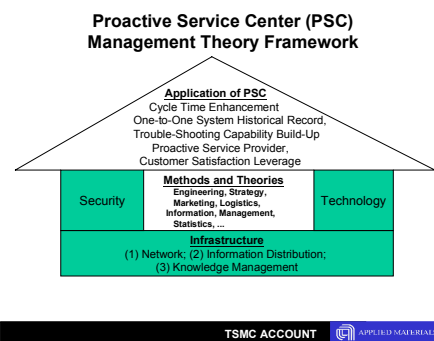 Proactive Service Center (PSC)
Management Theory Framework
Application of PSC
Cycle Time Enhancement
One-to-One System Historical Record,
Trouble-Shooting Capability Build-Up
Proactive Service Provider,
Customer Satisfaction Leverage
Security
Methods and Theories
Engineering, Strategy,
Marketing, Logistics,
Information, Management,
Statistics, ...
Technology
Infrastructure
(1) Network; (2) Information Distribution;
(3) Knowledge Management
TSMC ACCOUNT
APPLIED MATERIALS